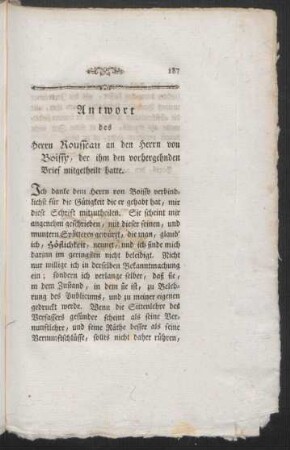 187
Antwort
des
Herrn Rousseau an den Herrn von
Boissy, der ihm den vorhergehnden
Brief mitgetheilt hatte.
Ich danke dem Herrn von Boissy verbind-
lichst für die Gütigkeit die er gehabt hat, mir
diese Schrift mitzutheilen. Sie scheint mir
angenehm geschrieben, mit dieser feinen, und
muntern Spötterey gewürzt, die man, glaub'
ich, Höflichkeit, nennet, und ich finde mich
darum im geringsten nicht beleidigt. Nicht
nur willige ich in derselben Bekanntmachung
ein; sondern ich verlange selber, daß sie,
in dem Zustand, in dem sie ist, zu Beleh-
rung des Publicums, und zu meiner eigenen
gedruckt werde. Wenn die Sittenlehre des
Verfassers gesünder scheint als seine Ver-
nunftlehre, und seine Räthe besser als seine
Vernunftschlüsse, sollts nicht daher rühren,